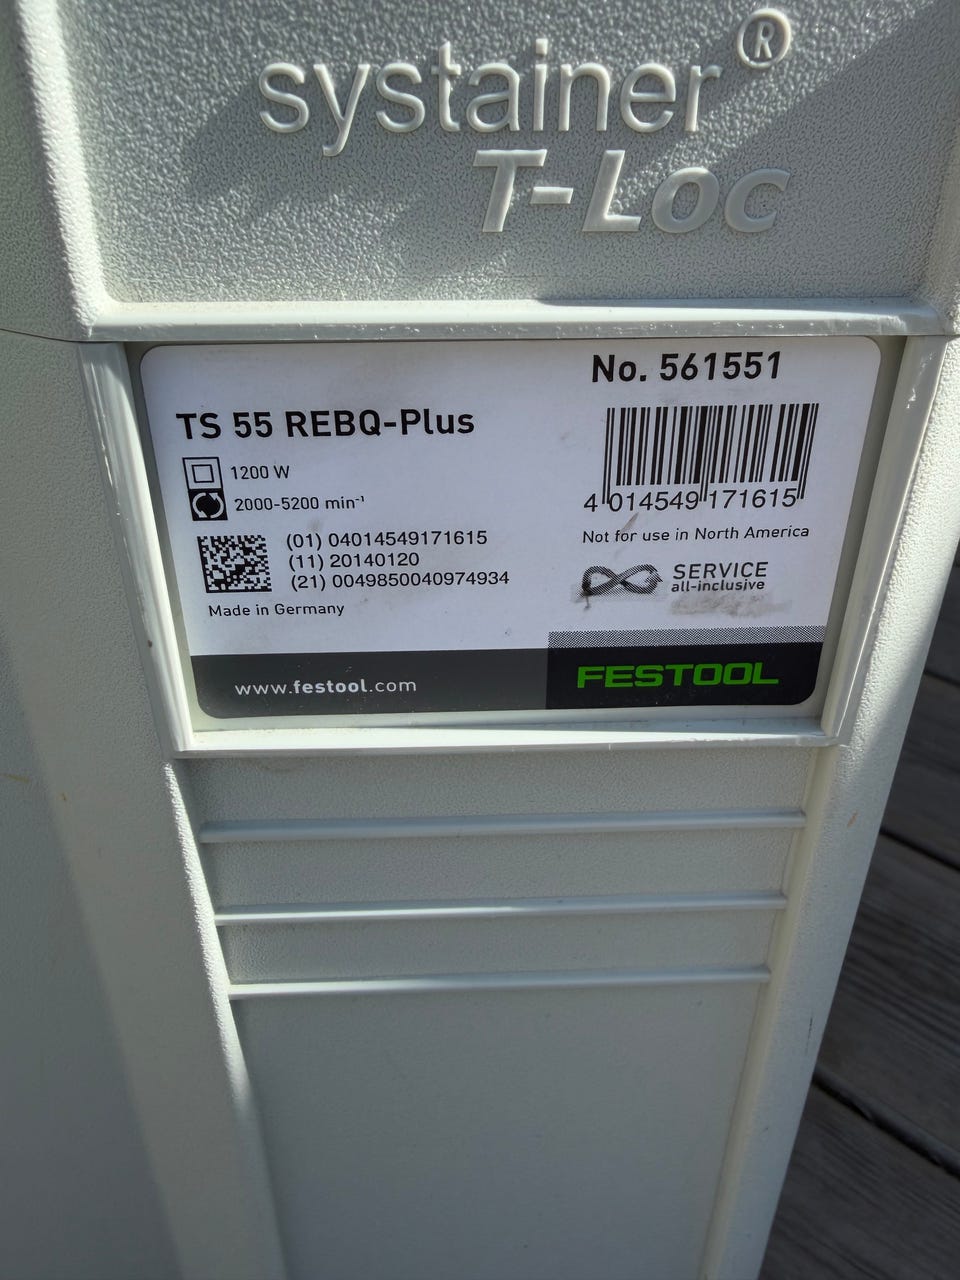 systainer®
T-Loc
No. 561551
TS 55 REBQ-Plus
1200 W
2000-5200 min⁻¹
4 014549 171615
Not for use in North America
(01) 04014549171615
(11) 20140120
(21) 0049850040974934
SERVICE
all-inclusive
Made in Germany
www.festool.com
FESTOOL